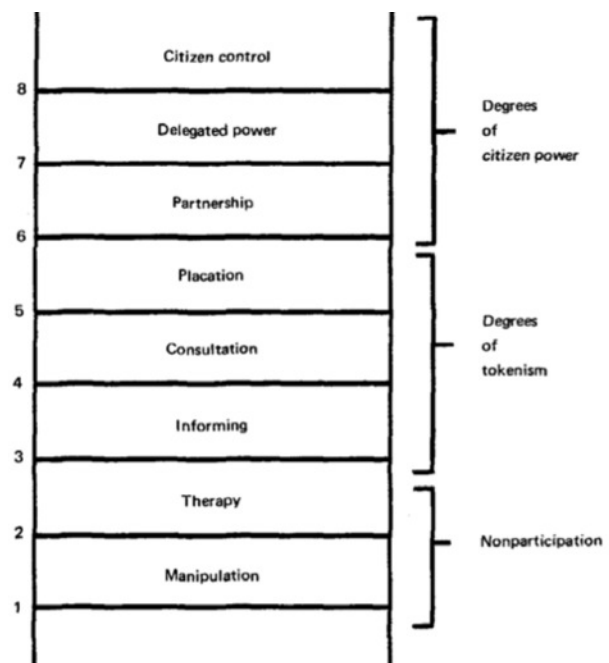 Citizen control
8
Delegated power
7
Partnership
6
Placation
5
Consultation
4
Informing
3
Therapy
2
Manipulation
1
Degrees
of
citizen power
Degrees
of
tokenism
Nonparticipation